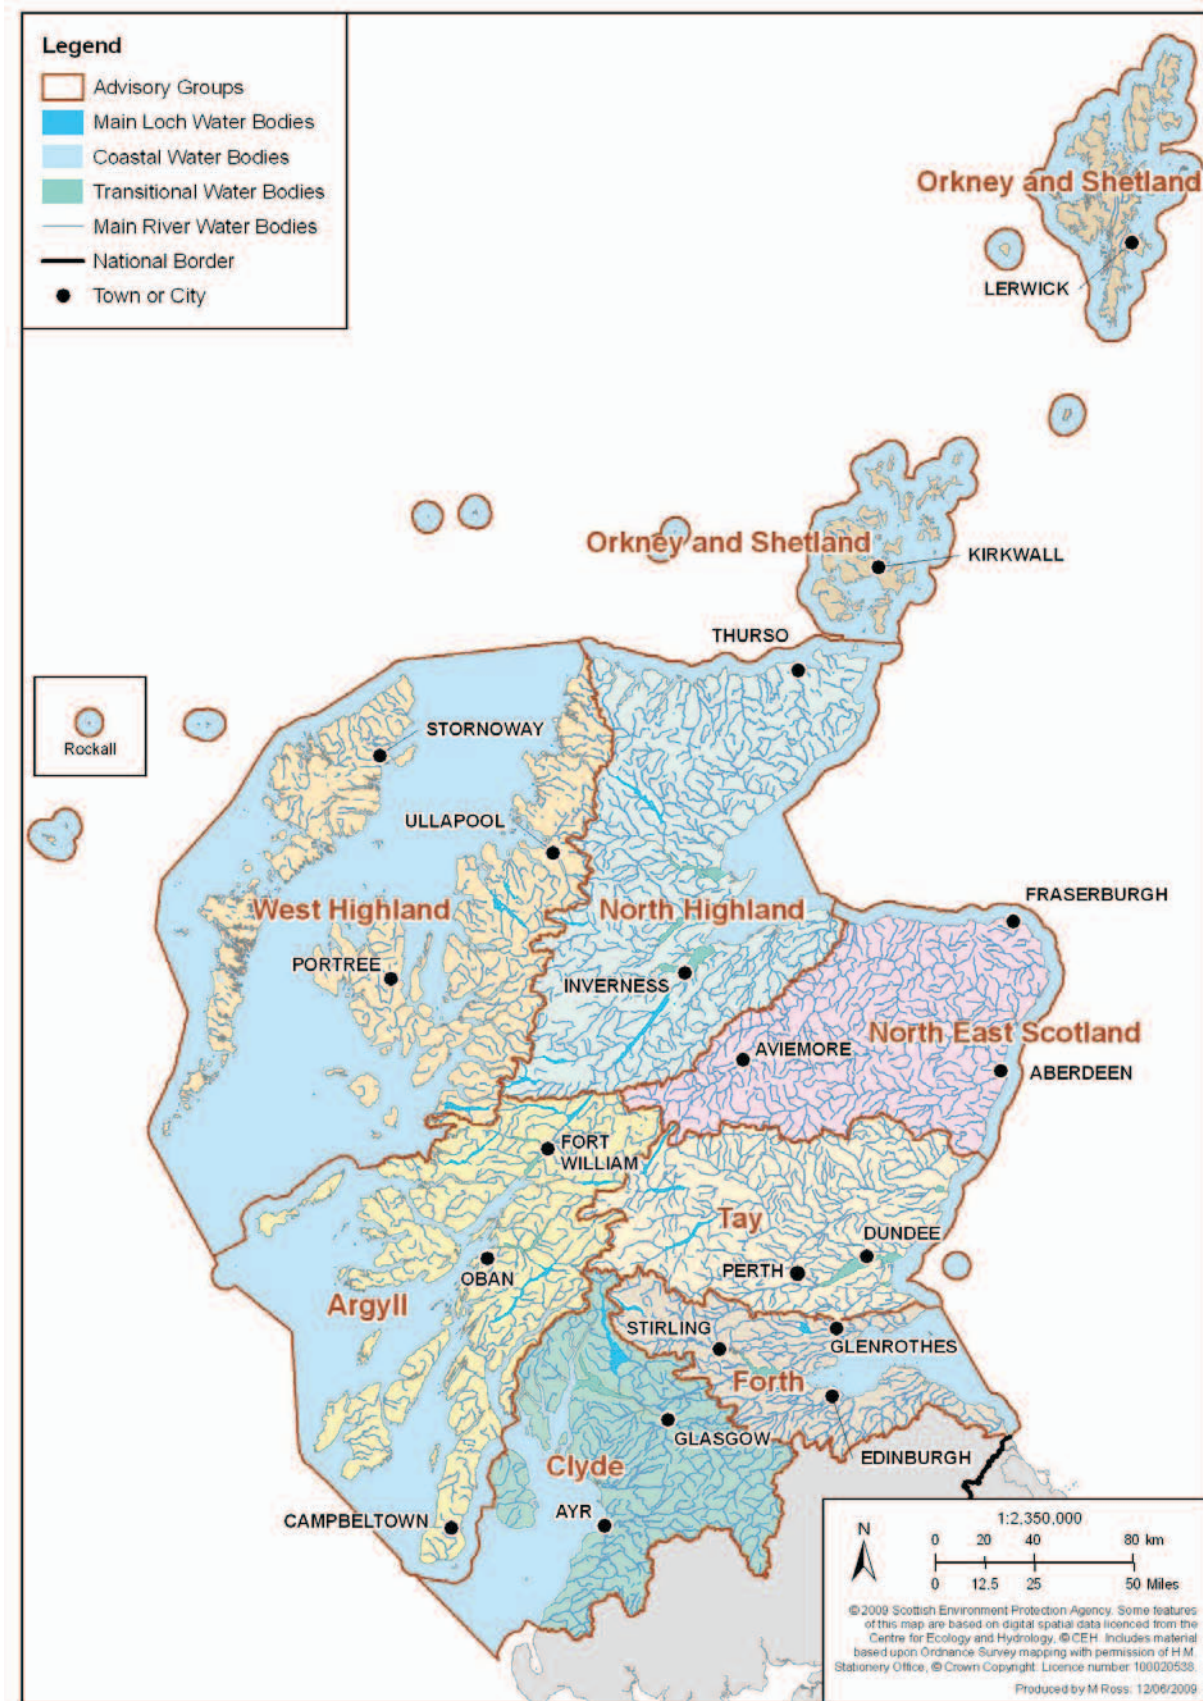 Legend
Advisory Groups
Main Loch Water Bodies
Coastal Water Bodies
Transitional Water Bodies
Main River Water Bodies
National Border
Town or City
Orkney and Shetland
LERWICK
Orkney and Shetland
KIRKWALL
THURSO
STORNOWAY
Rockall
ULLAPOOL
FRASERBURGH
West Highland
North Highland
PORTREE
INVERNESS
North East Scotland
AVIEMORE
ABERDEEN
FORT
WILLIAM
Tay
DUNDEE
PERTH
OBAN
Argyll
STIRLING
GLENROTHES
Forth
GLASGOW
EDINBURGH
Clyde
CAMPBELTOWN
AYR
N
1:2,350,000
0 20 40 80 km
0 12.5 25 50 Miles
© 2009 Scottish Environment Protection Agency. Some features
of this map are based on digital spatial data licenced from the
Centre for Ecology and Hydrology, © CEH. Includes material
based upon Ordnance Survey mapping with permission of H.M.
Stationery Office, © Crown Copyright. Licence number 100020538.
Produced by M Ross: 12/06/2009